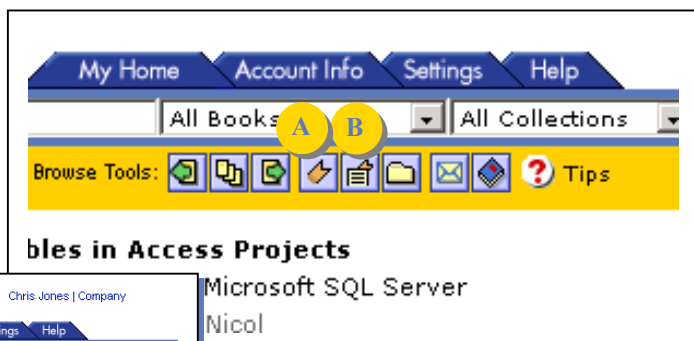 My Home Account Info Settings Help
All Books All Collections
A B
Browse Tools: ? Tips
bles in Access Projects
Microsoft SQL Server
Nicol
Chris Jones | Company
ings Help